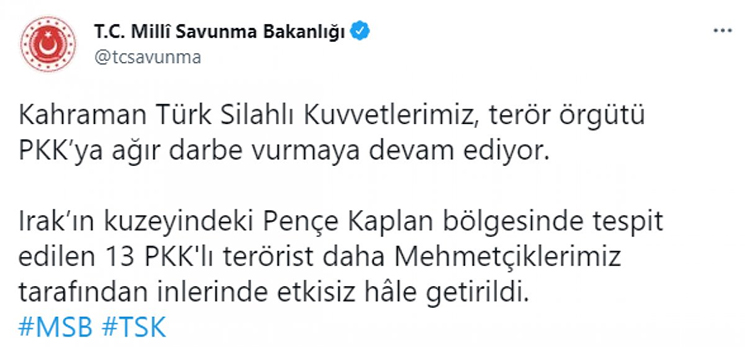 T.C. Millî Savunma Bakanlığı
@tcsavunma
Kahraman Türk Silahlı Kuvvetlerimiz, terör örgütü
PKK’ya ağır darbe vurmaya devam ediyor.
Irak’ın kuzeyindeki Pençe Kaplan bölgesinde tespit
edilen 13 PKK'lı terörist daha Mehmetçiklerimiz
tarafından inlerinde etkisiz hâle getirildi.
#MSB #TSK